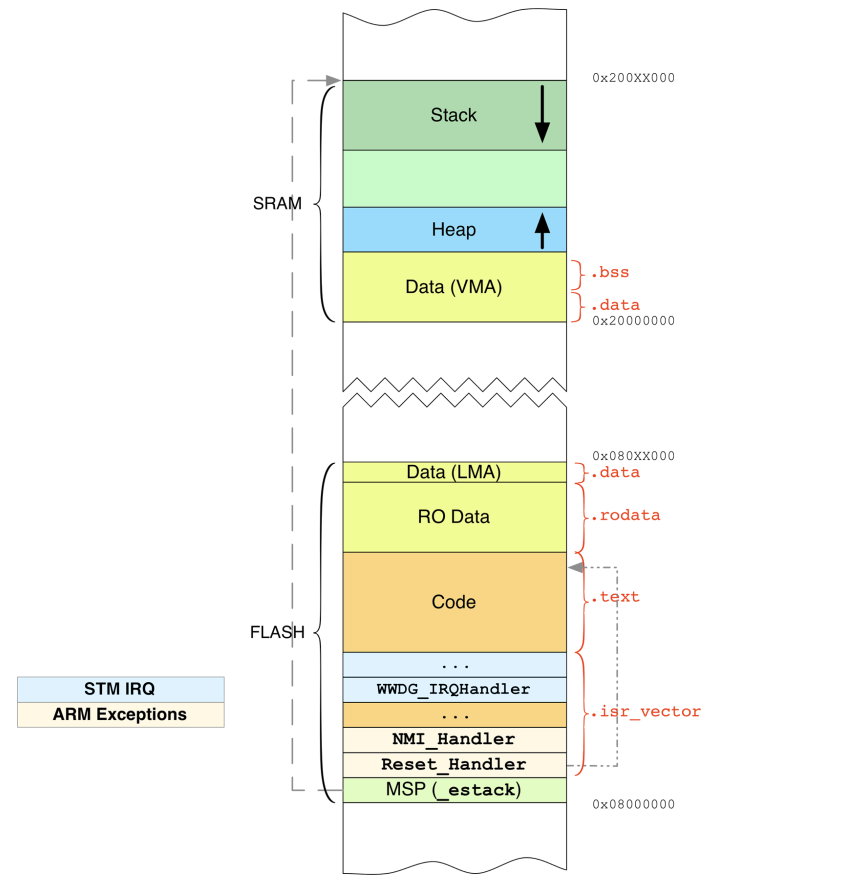 0x200XX000
Stack
SRAM
Heap
Data (VMA)
.bss
.data
0x20000000
0x080XX000
Data (LMA)
.data
RO Data
.rodata
Code
.text
FLASH
...
STM IRQ
WWDG_IRQHandler
ARM Exceptions
...
.isr_vector
NMI_Handler
Reset_Handler
MSP (_estack)
0x08000000